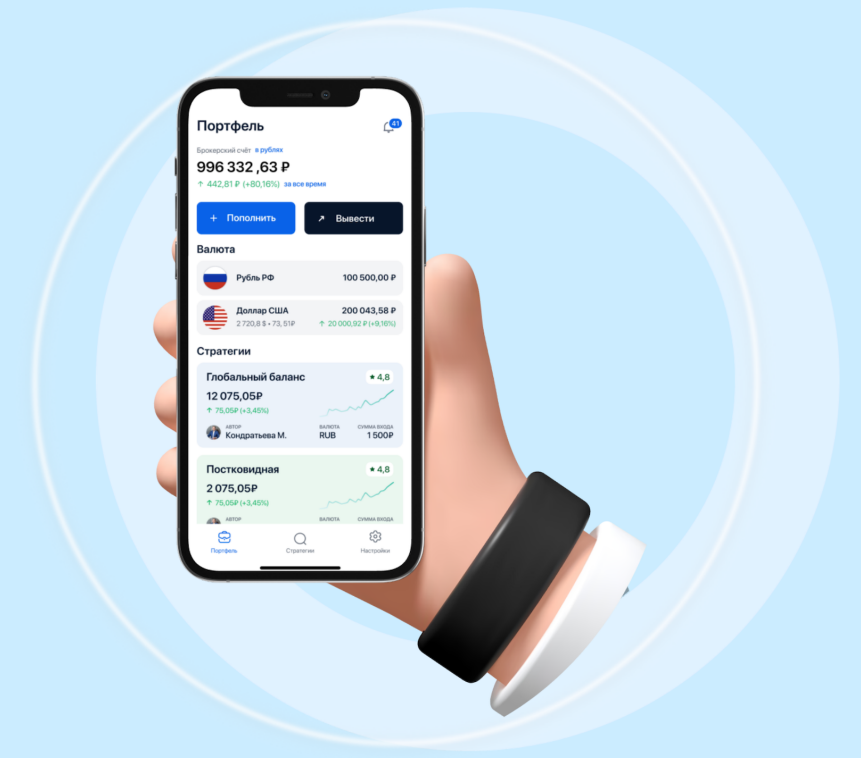 Портфель
41
Брокерский счёт в рублях
996 332 ,63 ₽
↑ 442,81 ₽ (+80,16%) за все время
+ Пополнить
↗ Вывести
Валюта
Рубль РФ 100 500,00 ₽
Доллар США 200 043,58 ₽
2 720,8 $ • 73, 51₽ ↑ 20 000,92 ₽ (+9,16%)
Стратегии
Глобальный баланс ★ 4,8
12 075,05₽
↑ 75,05₽ (+3,45%)
АВТОР ВАЛЮТА СУММА ВХОДА
Кондратьева М. RUB 1 500₽
Постковидная ★ 4,8
2 075,05₽
↑ 75,05₽ (+3,45%)
АВТОР ВАЛЮТА СУММА ВХОДА
Портфель Стратегии Настройки